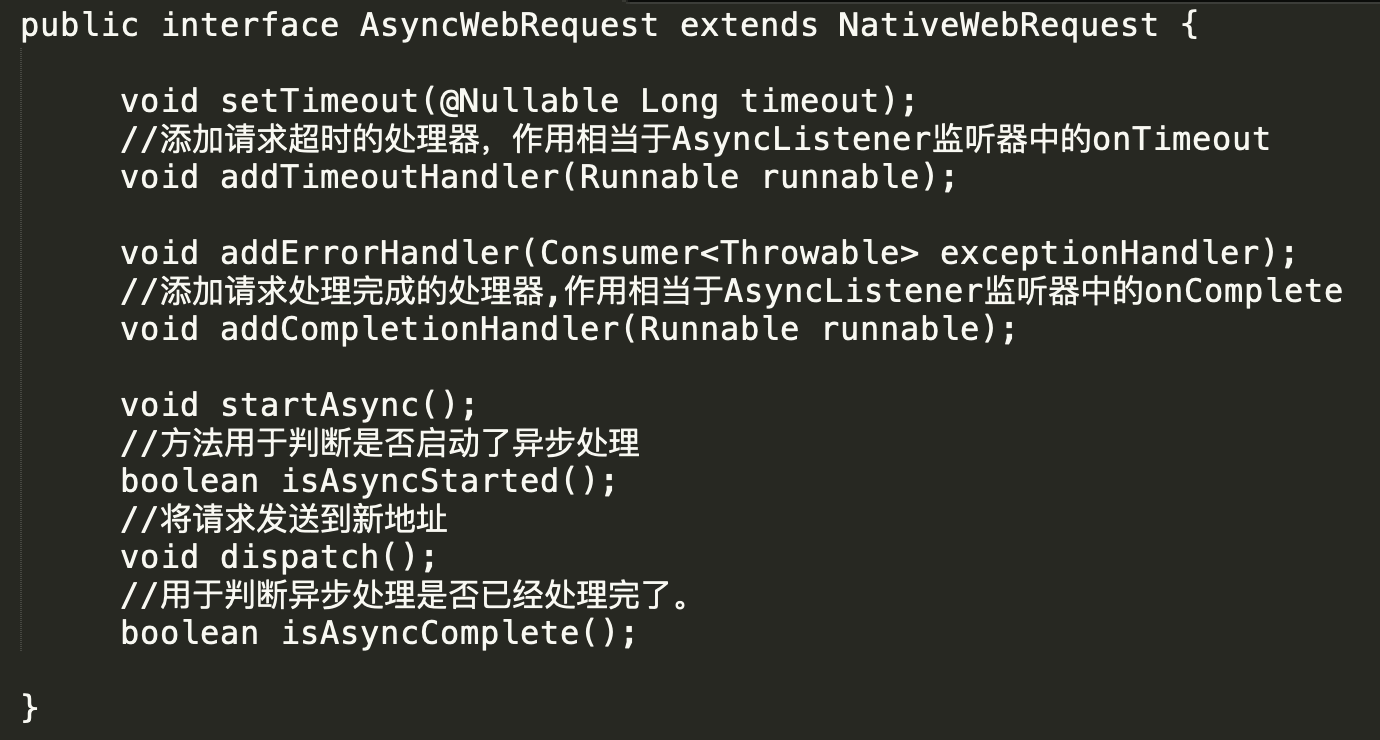 public interface AsyncWebRequest extends NativeWebRequest {
void setTimeout(@Nullable Long timeout);
//添加请求超时的处理器，作用相当于AsyncListener监听器中的onTimeout
void addTimeoutHandler(Runnable runnable);
void addErrorHandler(Consumer<Throwable> exceptionHandler);
//添加请求处理完成的处理器,作用相当于AsyncListener监听器中的onComplete
void addCompletionHandler(Runnable runnable);
void startAsync();
//方法用于判断是否启动了异步处理
boolean isAsyncStarted();
//将请求发送到新地址
void dispatch();
//用于判断异步处理是否已经处理完了。
boolean isAsyncComplete();
}